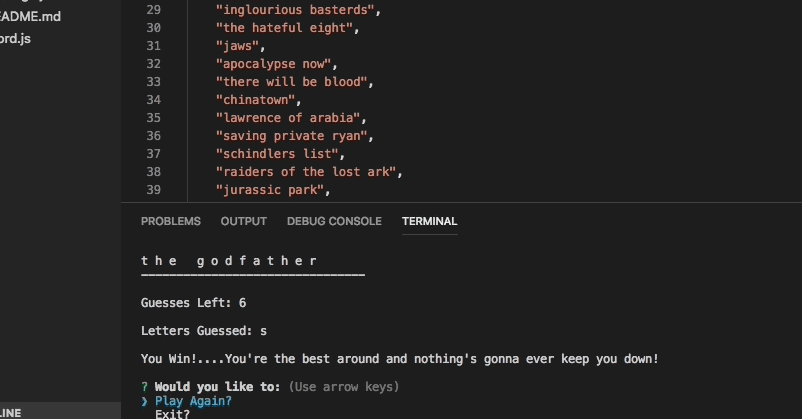 EADME.md
ord.js
29 "inglourious basterds",
30 "the hateful eight",
31 "jaws",
32 "apocalypse now",
33 "there will be blood",
34 "chinatown",
35 "lawrence of arabia",
36 "saving private ryan",
37 "schindlers list",
38 "raiders of the lost ark",
39 "jurassic park",
PROBLEMS OUTPUT DEBUG CONSOLE TERMINAL
t h e   g o d f a t h e r
Guesses Left: 6
Letters Guessed: s
You Win!....You're the best around and nothing's gonna ever keep you down!
? Would you like to: (Use arrow keys)
❯ Play Again?
Exit?
LINE